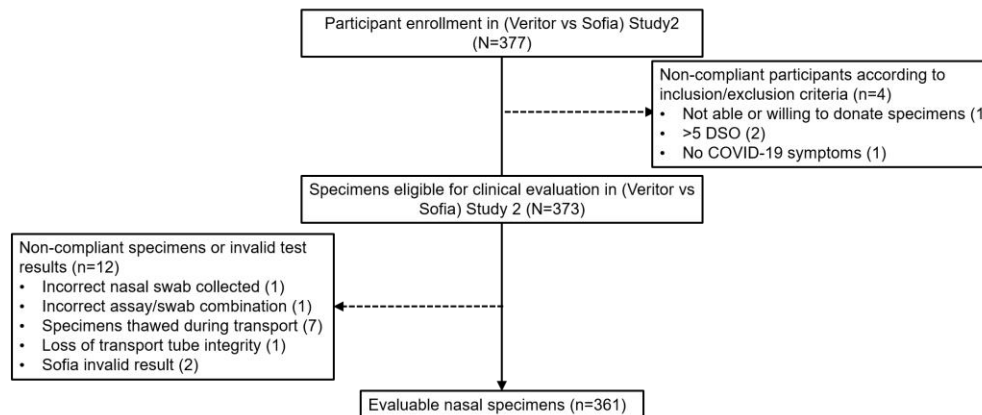 Participant enrollment in (Veritor vs Sofia) Study2
(N=377)
Non-compliant participants according to
inclusion/exclusion criteria (n=4)
• Not able or willing to donate specimens (1
• >5 DSO (2)
• No COVID-19 symptoms (1)
Specimens eligible for clinical evaluation in (Veritor vs
Sofia) Study 2 (N=373)
Non-compliant specimens or invalid test
results (n=12)
• Incorrect nasal swab collected (1)
• Incorrect assay/swab combination (1)
• Specimens thawed during transport (7)
• Loss of transport tube integrity (1)
• Sofia invalid result (2)
Evaluable nasal specimens (n=361)